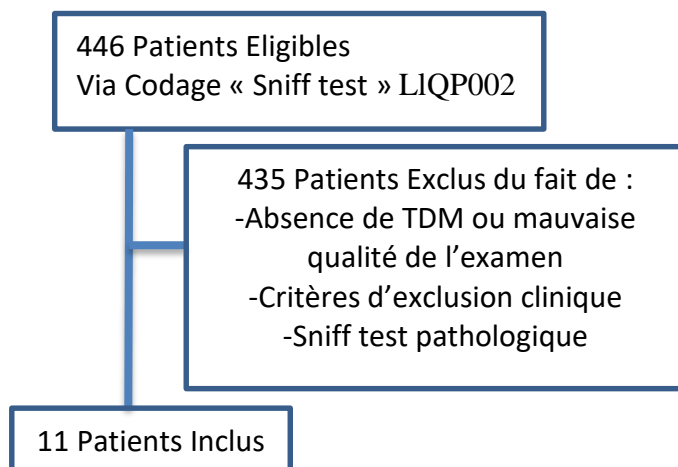 446 Patients Eligibles
Via Codage « Sniff test » LlQP002
435 Patients Exclus du fait de :
-Absence de TDM ou mauvaise
qualité de l’examen
-Critères d’exclusion clinique
-Sniff test pathologique
11 Patients Inclus